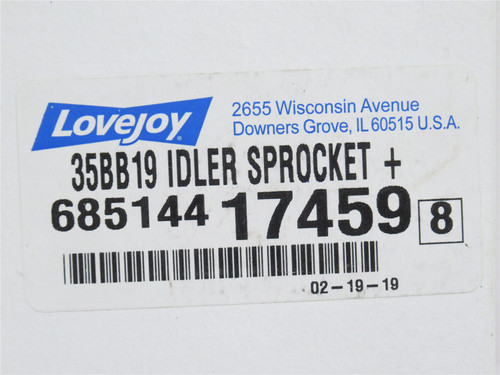 Lovejoy
2655 Wisconsin Avenue
Downers Grove, IL 60515 U.S.A.
35BB19 IDLER SPROCKET +
685144 17459 8
02-19-19